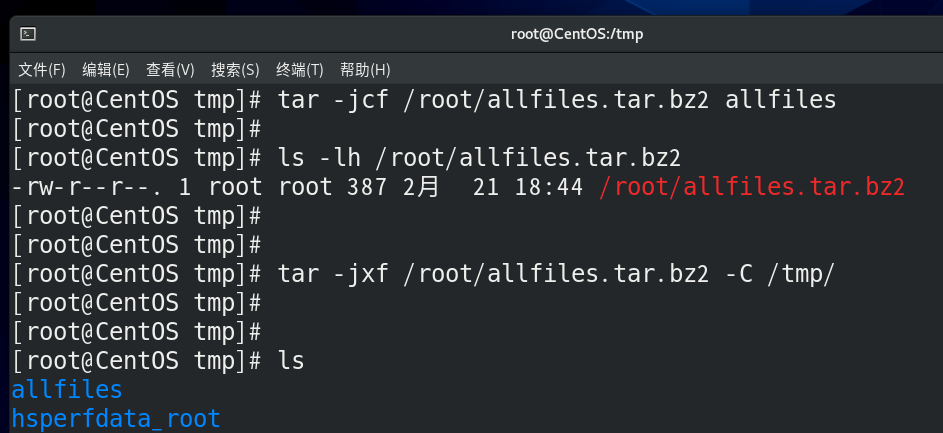 root@CentOS:/tmp
文件(F) 编辑(E) 查看(V) 搜索(S) 终端(T) 帮助(H)
[root@CentOS tmp]# tar -jcf /root/allfiles.tar.bz2 allfiles
[root@CentOS tmp]#
[root@CentOS tmp]# ls -lh /root/allfiles.tar.bz2
-rw-r--r--. 1 root root 387 2月  21 18:44 /root/allfiles.tar.bz2
[root@CentOS tmp]#
[root@CentOS tmp]#
[root@CentOS tmp]# tar -jxf /root/allfiles.tar.bz2 -C /tmp/
[root@CentOS tmp]#
[root@CentOS tmp]#
[root@CentOS tmp]# ls
allfiles
hsperfdata_root